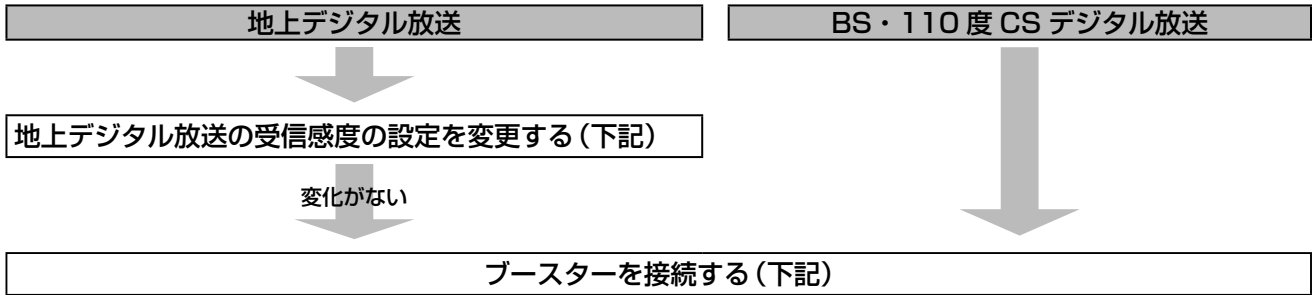 地上デジタル放送
BS・110度CSデジタル放送
地上デジタル放送の受信感度の設定を変更する(下記)
変化がない
ブースターを接続する(下記)